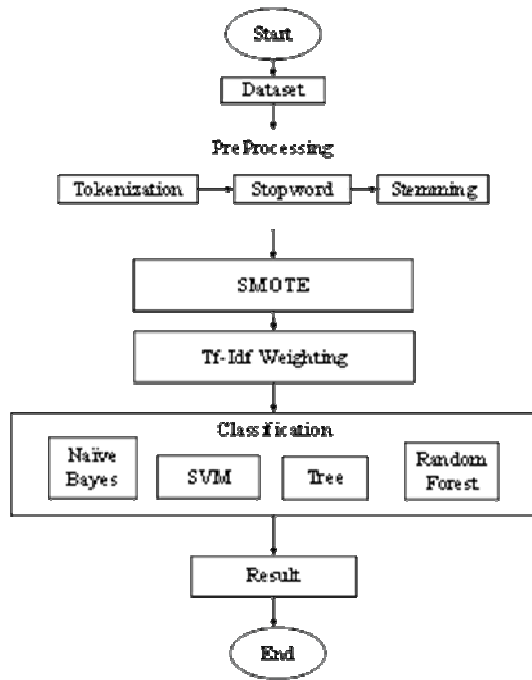 Start
Dataset
PreProcessing
Tokenization
Stopword
Stemming
SMOTE
Tf-Idf Weighting
Classification
Naïve
Bayes
SVM
Tree
Random
Forest
Result
End